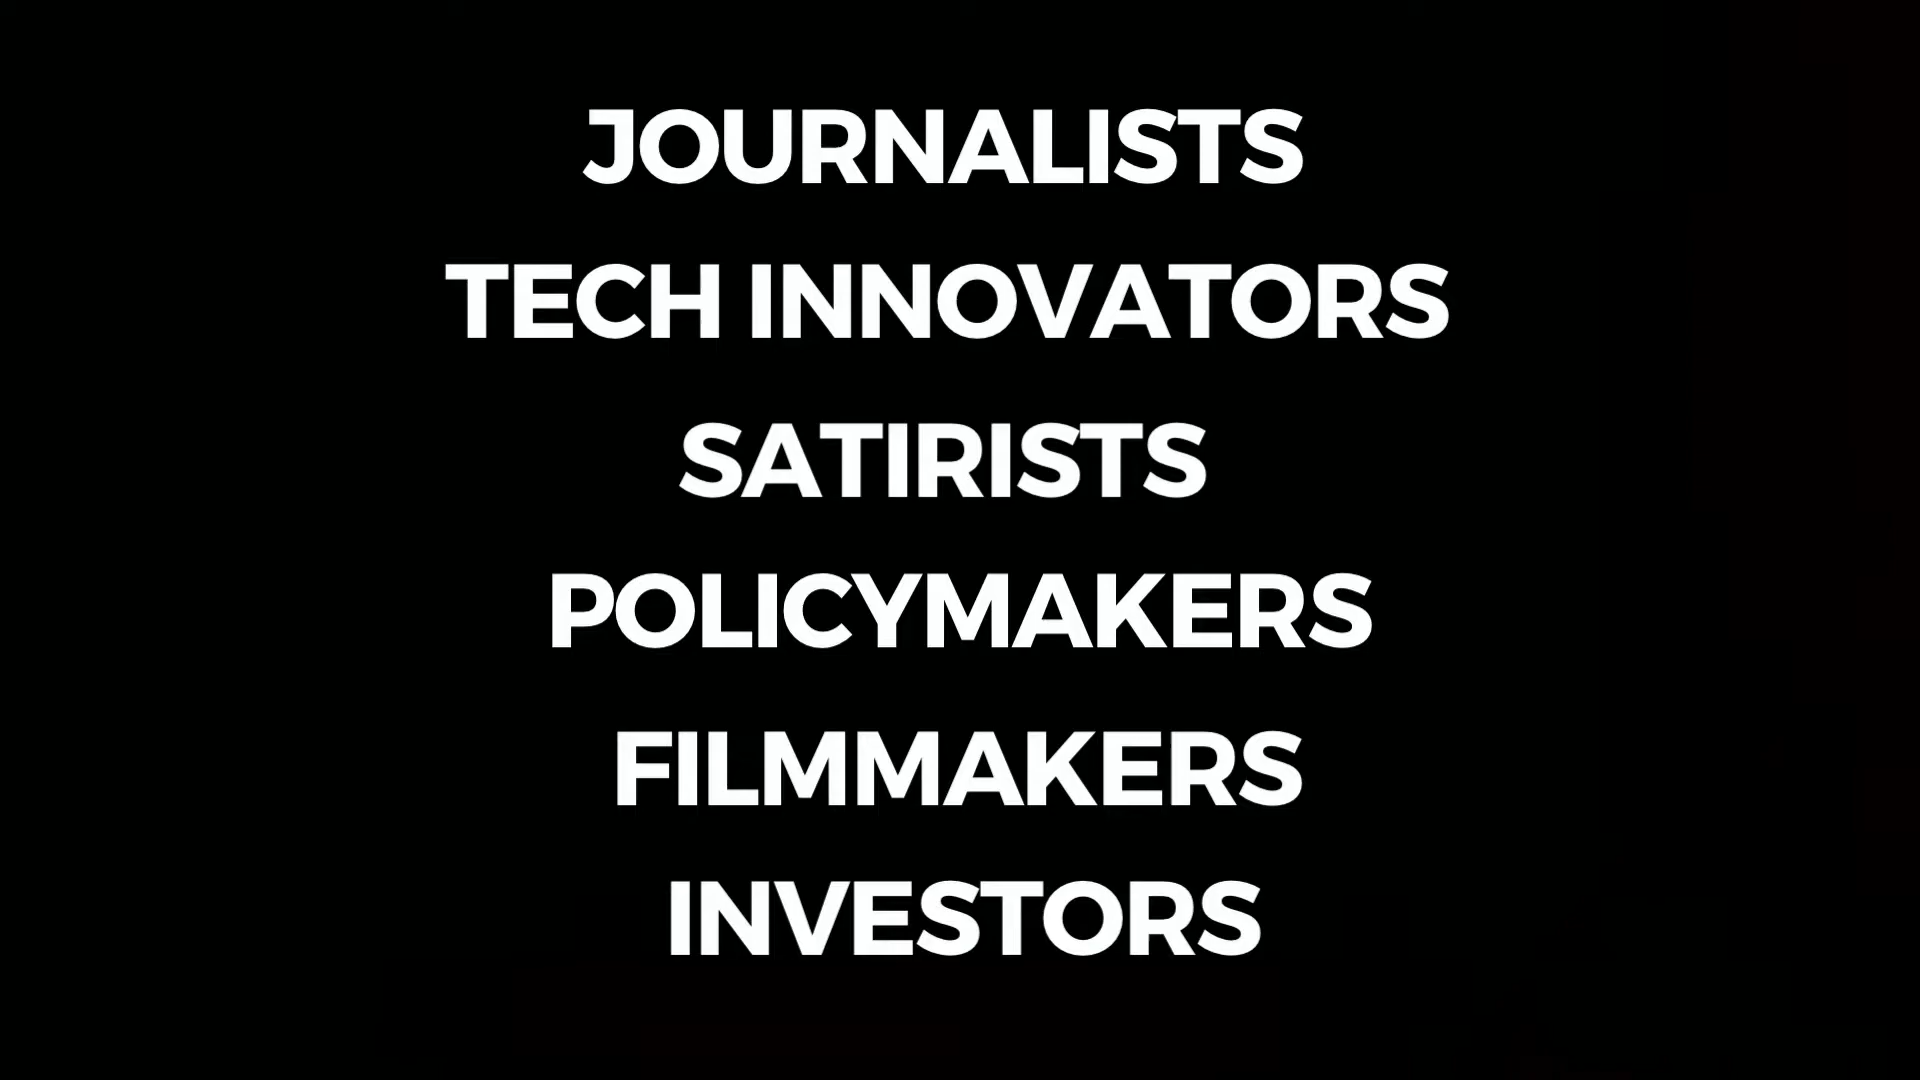 JOURNALISTS
TECH INNOVATORS
SATIRISTS
POLICYMAKERS
FILMMAKERS
INVESTORS